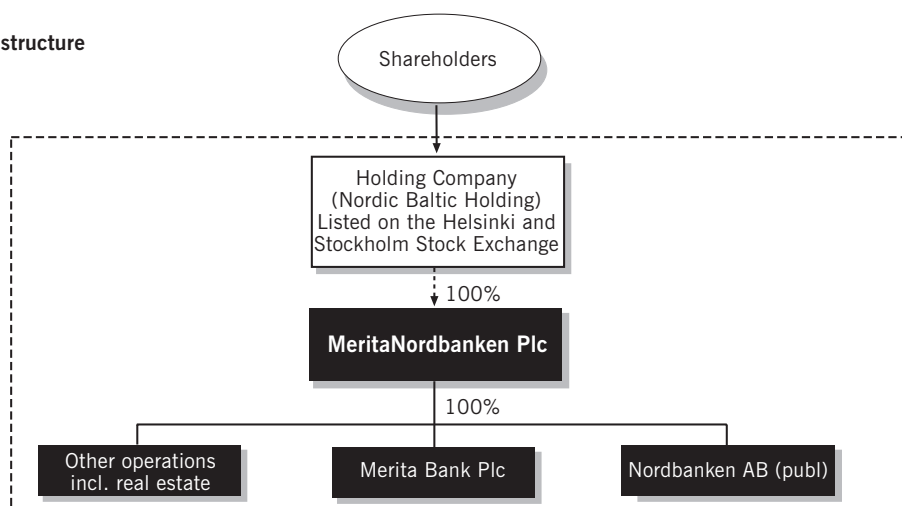 structure
Shareholders
Holding Company
(Nordic Baltic Holding)
Listed on the Helsinki and
Stockholm Stock Exchange
100%
MeritaNordbanken Plc
100%
Other operations
incl. real estate
Merita Bank Plc
Nordbanken AB (publ)